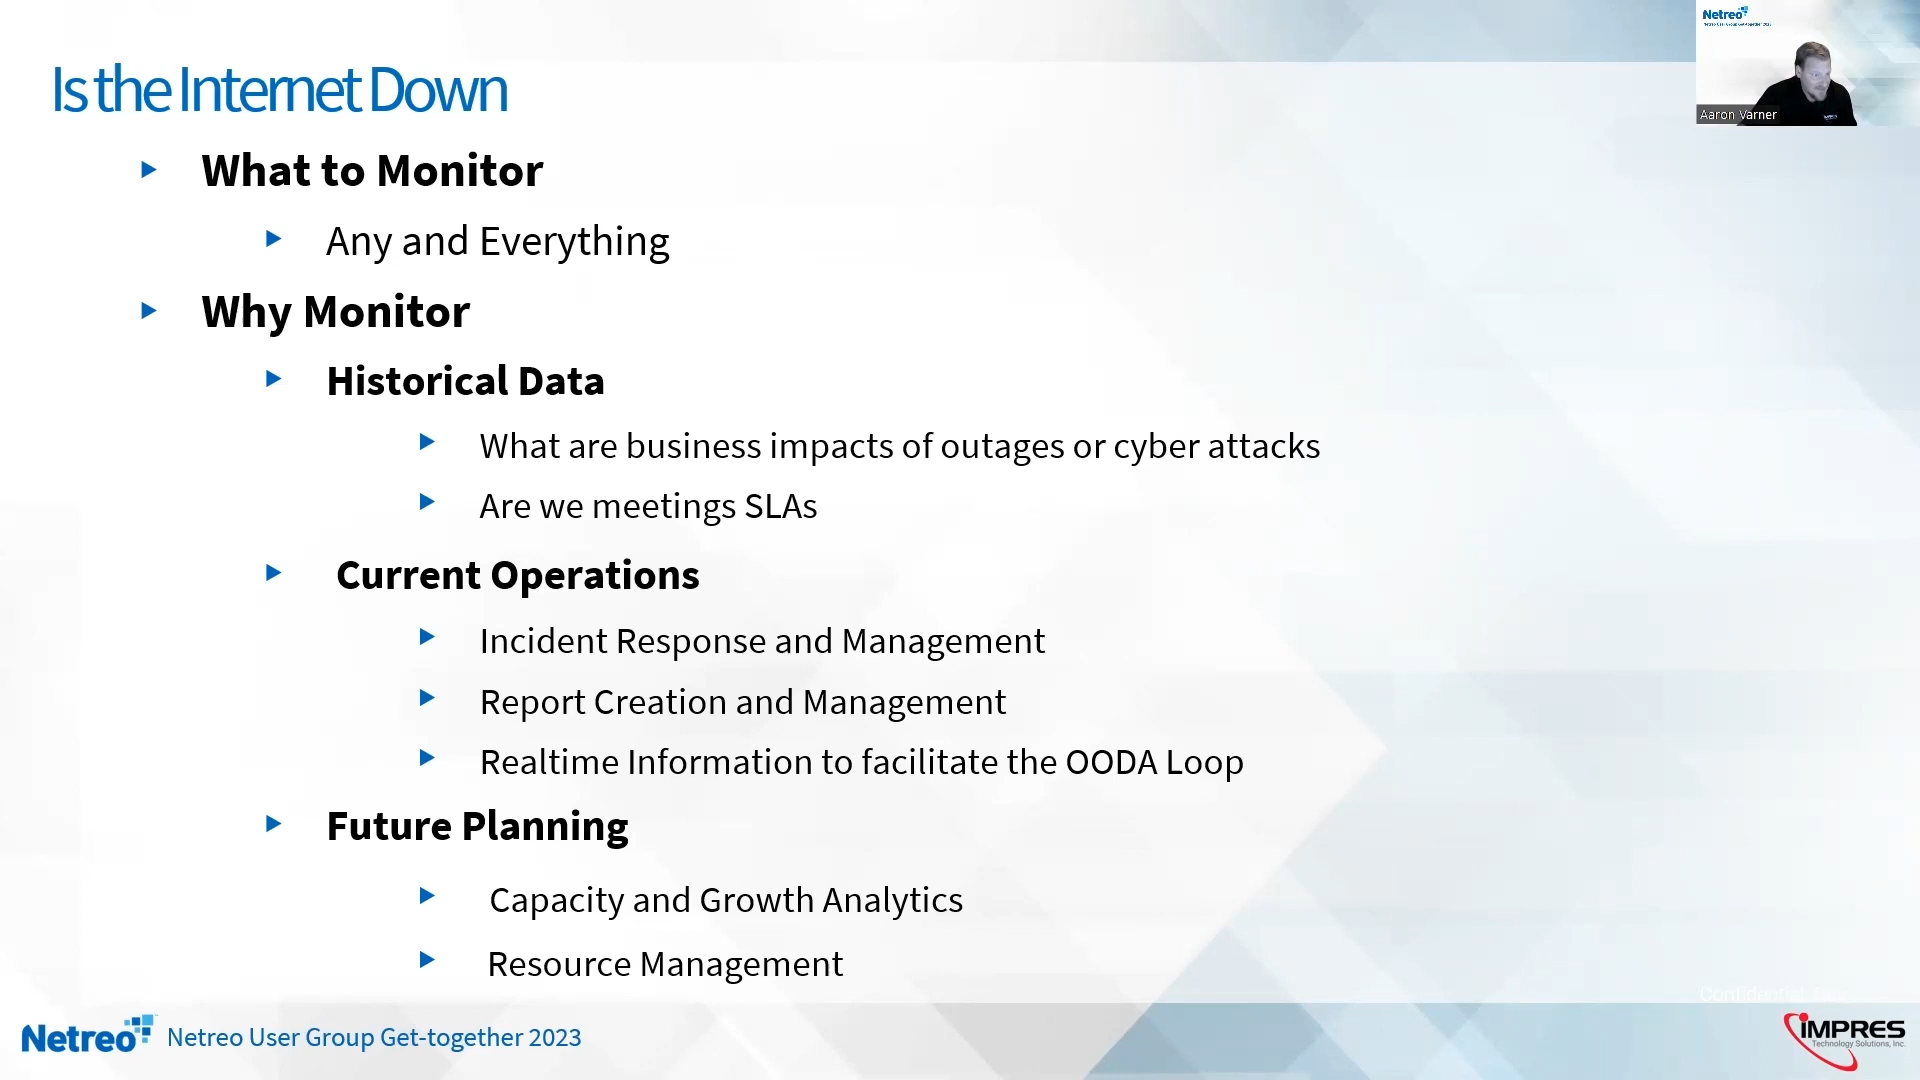 Is the Internet Down
What to Monitor
Any and Everything
Why Monitor
Historical Data
What are business impacts of outages or cyber attacks
Are we meetings SLAs
Current Operations
Incident Response and Management
Report Creation and Management
Realtime Information to facilitate the OODA Loop
Future Planning
Capacity and Growth Analytics
Resource Management
Netreo
Netreo User Group Get-together 2023
Netreo
Aaron Varner
Confidential
IMPRES
Technology Solutions, Inc.